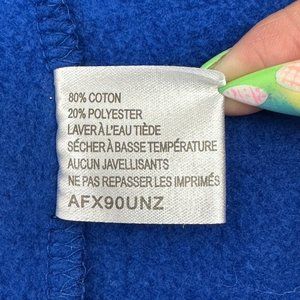 80% COTON
20% POLYESTER
LAVER À L'EAU TIÈDE
SÉCHER À BASSE TEMPÉRATURE
AUCUN JAVELLISANTS
NE PAS REPASSER LES IMPRIMÉS
AFX90UNZ